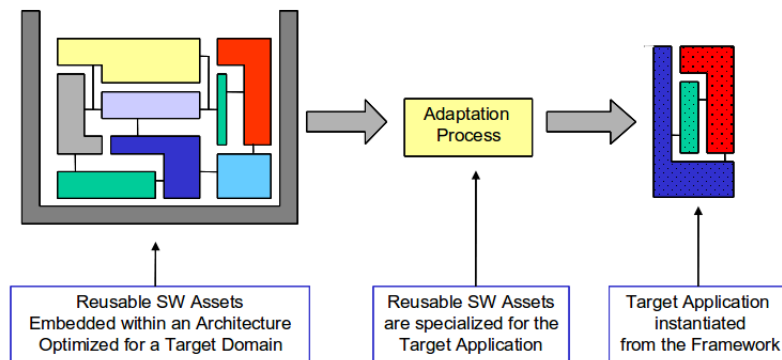 Adaptation
Process
Reusable SW Assets
Embedded within an Architecture
Optimized for a Target Domain
Reusable SW Assets
are specialized for the
Target Application
Target Application
instantiated
from the Framework